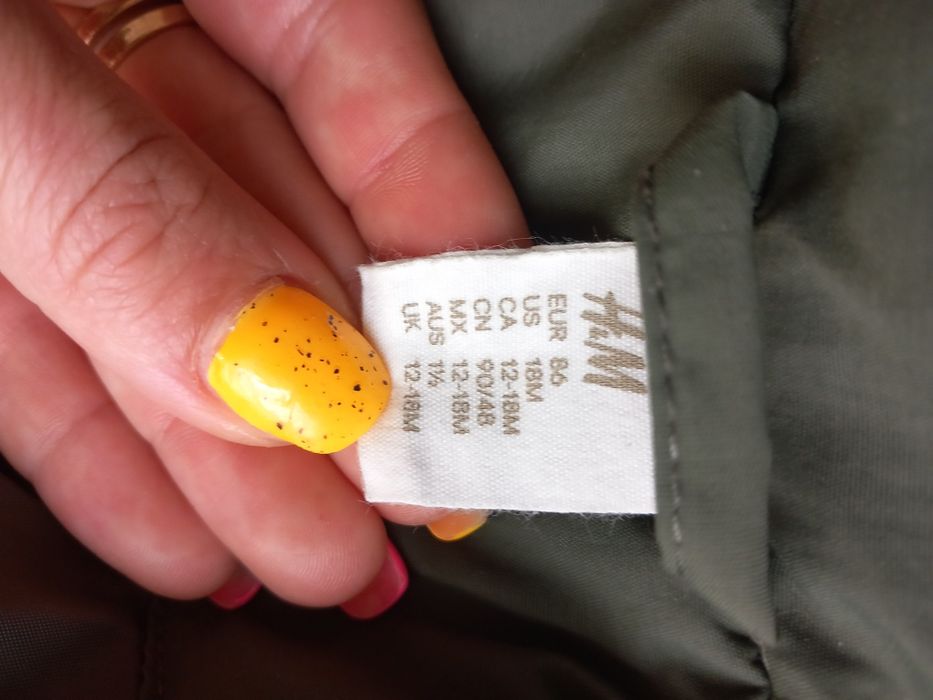 H&M
EUR 86
US 18M
CA 12-18M
CN 90/48
MX 12-18M
AUS 1½
UK 12-18M